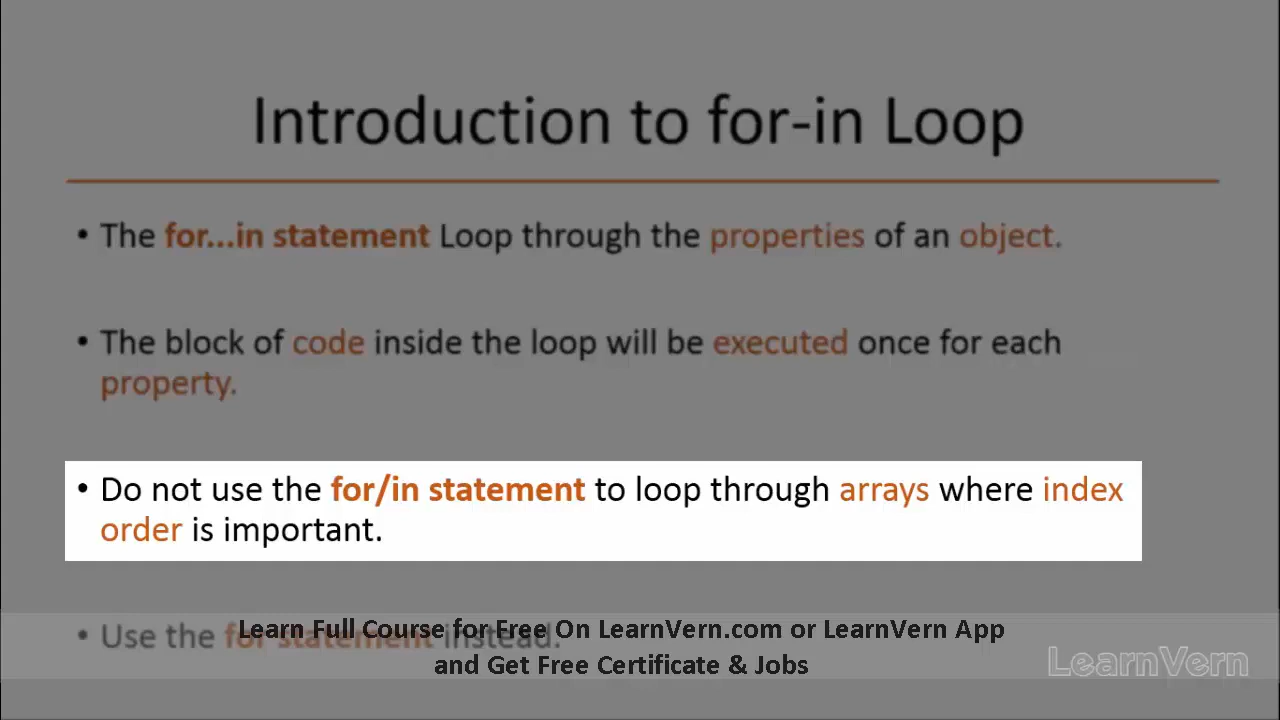 Introduction to for-in Loop
• The for...in statement Loop through the properties of an object.
• The block of code inside the loop will be executed once for each
property.
• Do not use the for/in statement to loop through arrays where index
order is important.
• Use the for statement instead.
Learn Full Course for Free On LearnVern.com or LearnVern App
and Get Free Certificate & Jobs
LearnVern